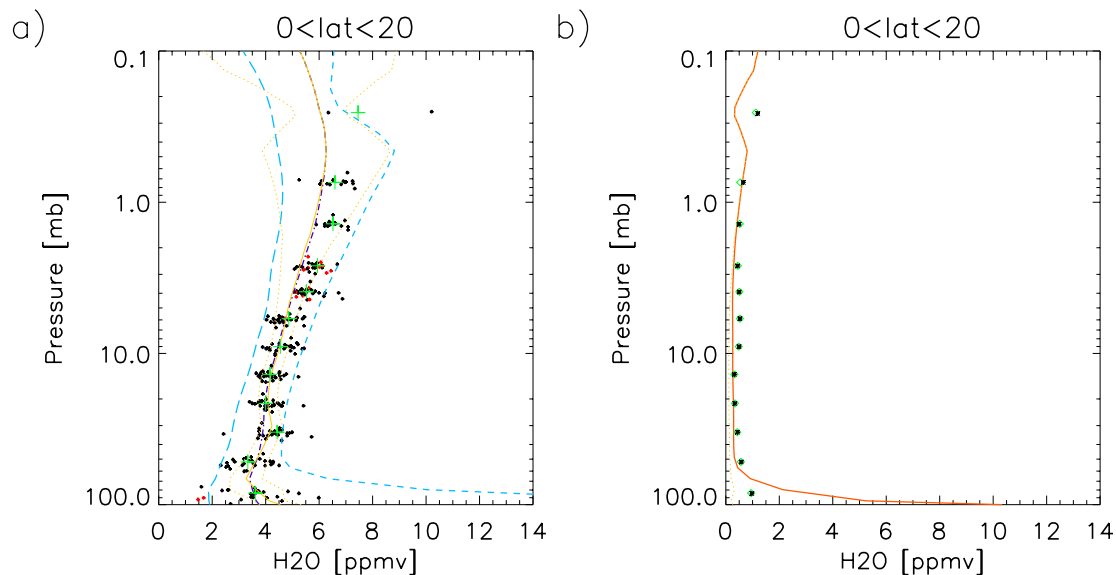 a)
0<lat<20
0.1
1.0
10.0
100.0
Pressure [mb]
0 2 4 6 8 10 12 14
H2O [ppmv]
b)
0<lat<20
0.1
1.0
10.0
100.0
Pressure [mb]
0 2 4 6 8 10 12 14
H2O [ppmv]